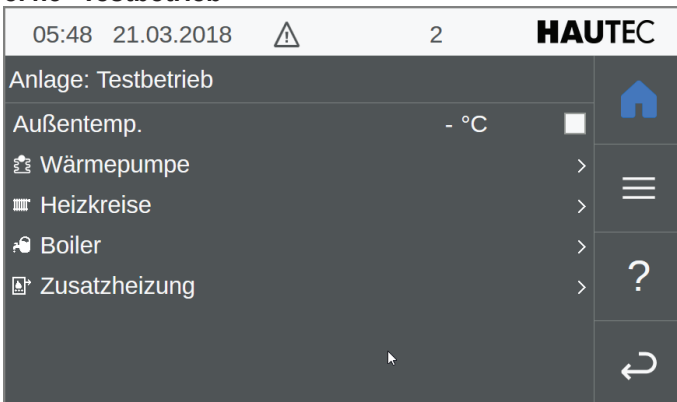 05:48 21.03.2018 2 HAUTEC
Anlage: Testbetrieb
Außentemp. - °C
Wärmepumpe
Heizkreise
Boiler
Zusatzheizung
?